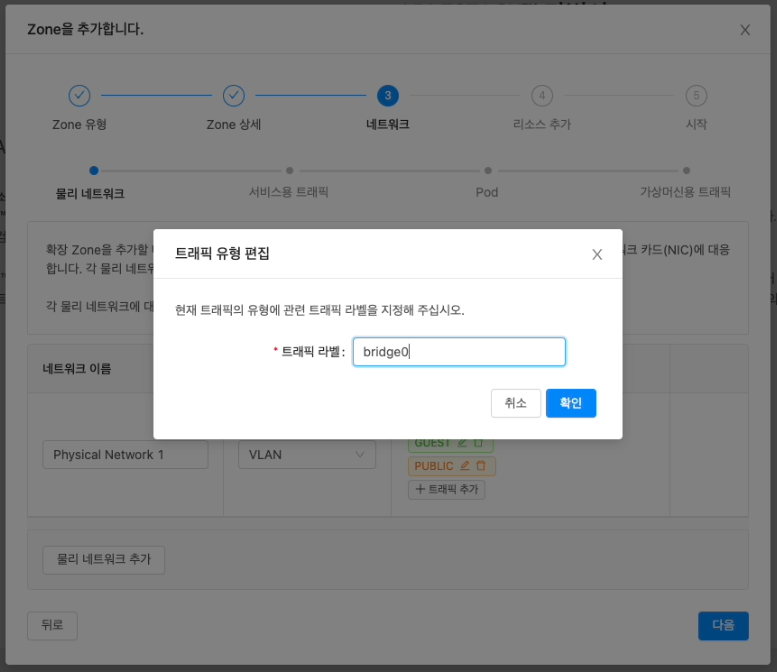 Zone을 추가합니다.
3
4
5
Zone 유형
Zone 상세
네트워크
리소스 추가
시작
물리 네트워크
서비스용 트래픽
Pod
가상머신용 트래픽
확장 Zone을 추가할
크 카드(NIC)에 대응
합니다. 각 물리 네트워
각 물리 네트워크에 대
트래픽 유형 편집
현재 트래픽의 유형에 관련 트래픽 라벨을 지정해 주십시오.
* 트래픽 라벨: bridge0
취소
확인
네트워크 이름
Physical Network 1
VLAN
GUEST
PUBLIC
+ 트래픽 추가
물리 네트워크 추가
뒤로
다음